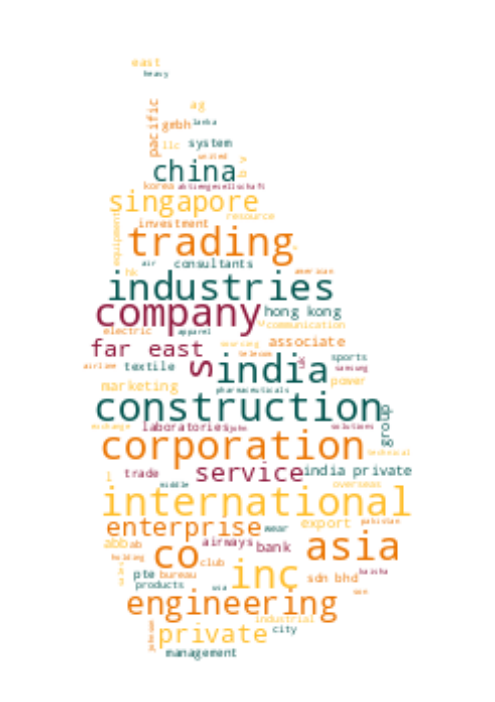 east
heavy
pacific
ag
gmbh lanka
llc system
united
china
korea aktiengesellschaft
singapore
resource
equipment
investment
trading
air consultants
hk american
industries
company hong kong
communication
electric apparel
sourcing associate
far east telecom
s india sports
airline textile samsung
marketing pharmaceuticals power
construction
group
exchange laboratories solutions
corporation
technical
l trade service india private
middle overseas
international
enterprise wear export pakistan
abb ab airways bank asia
holding co club
pte bureau inc sdn bhd kaisha
products usa
engineering
industrial
johnson private city
management